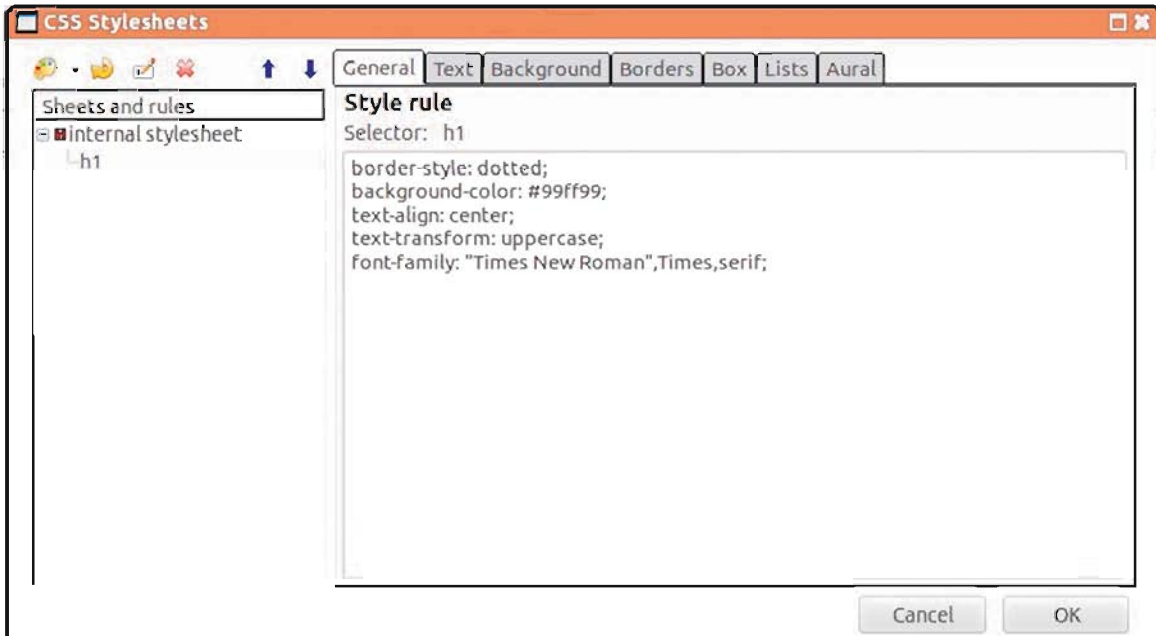 CSS Stylesheets
General Text Background Borders Box Lists Aural
Sheets and rules
internal stylesheet
h1
Style rule
Selector: h1
border-style: dotted;
background-color: #99ff99;
text-align: center;
text-transform: uppercase;
font-family: "Times New Roman",Times,serif;
Cancel OK